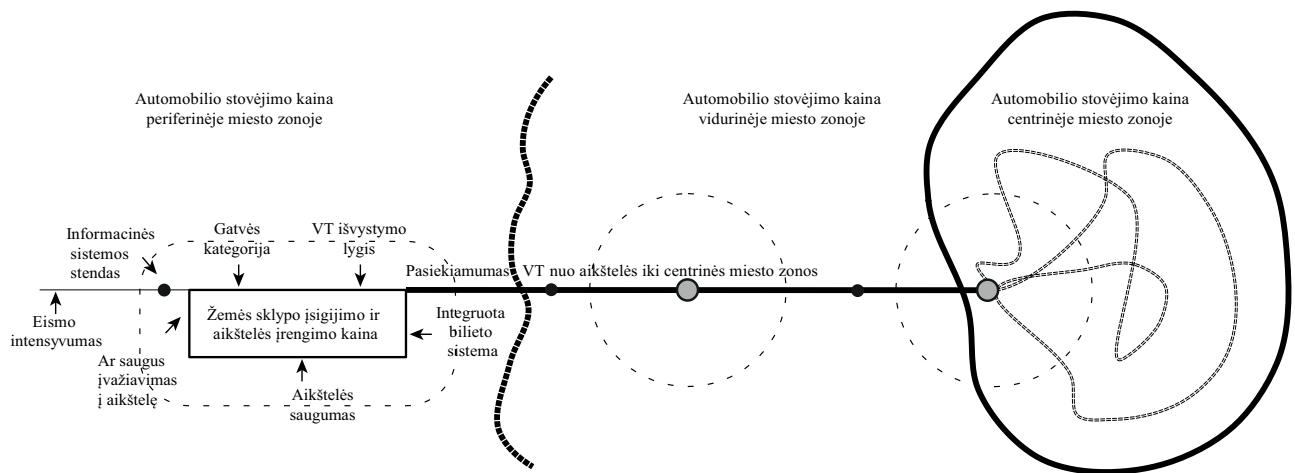 Automobilio stovėjimo kaina
periferinėje miesto zonoje
Automobilio stovėjimo kaina
vidurinėje miesto zonoje
Automobilio stovėjimo kaina
centrinėje miesto zonoje
Informacinės
sistemos
stendas
Gatvės
kategorija
VT išvystymo
lygis
Pasiekiamumas VT nuo aikštelės iki centrinės miesto zonos
Eismo
intensyvumas
Žemės sklypo įsigijimo ir
aikštelės įrengimo kaina
Integruota
bilieto
sistema
Ar saugus
įvažiavimas
į aikštelę
Aikštelės
saugumas